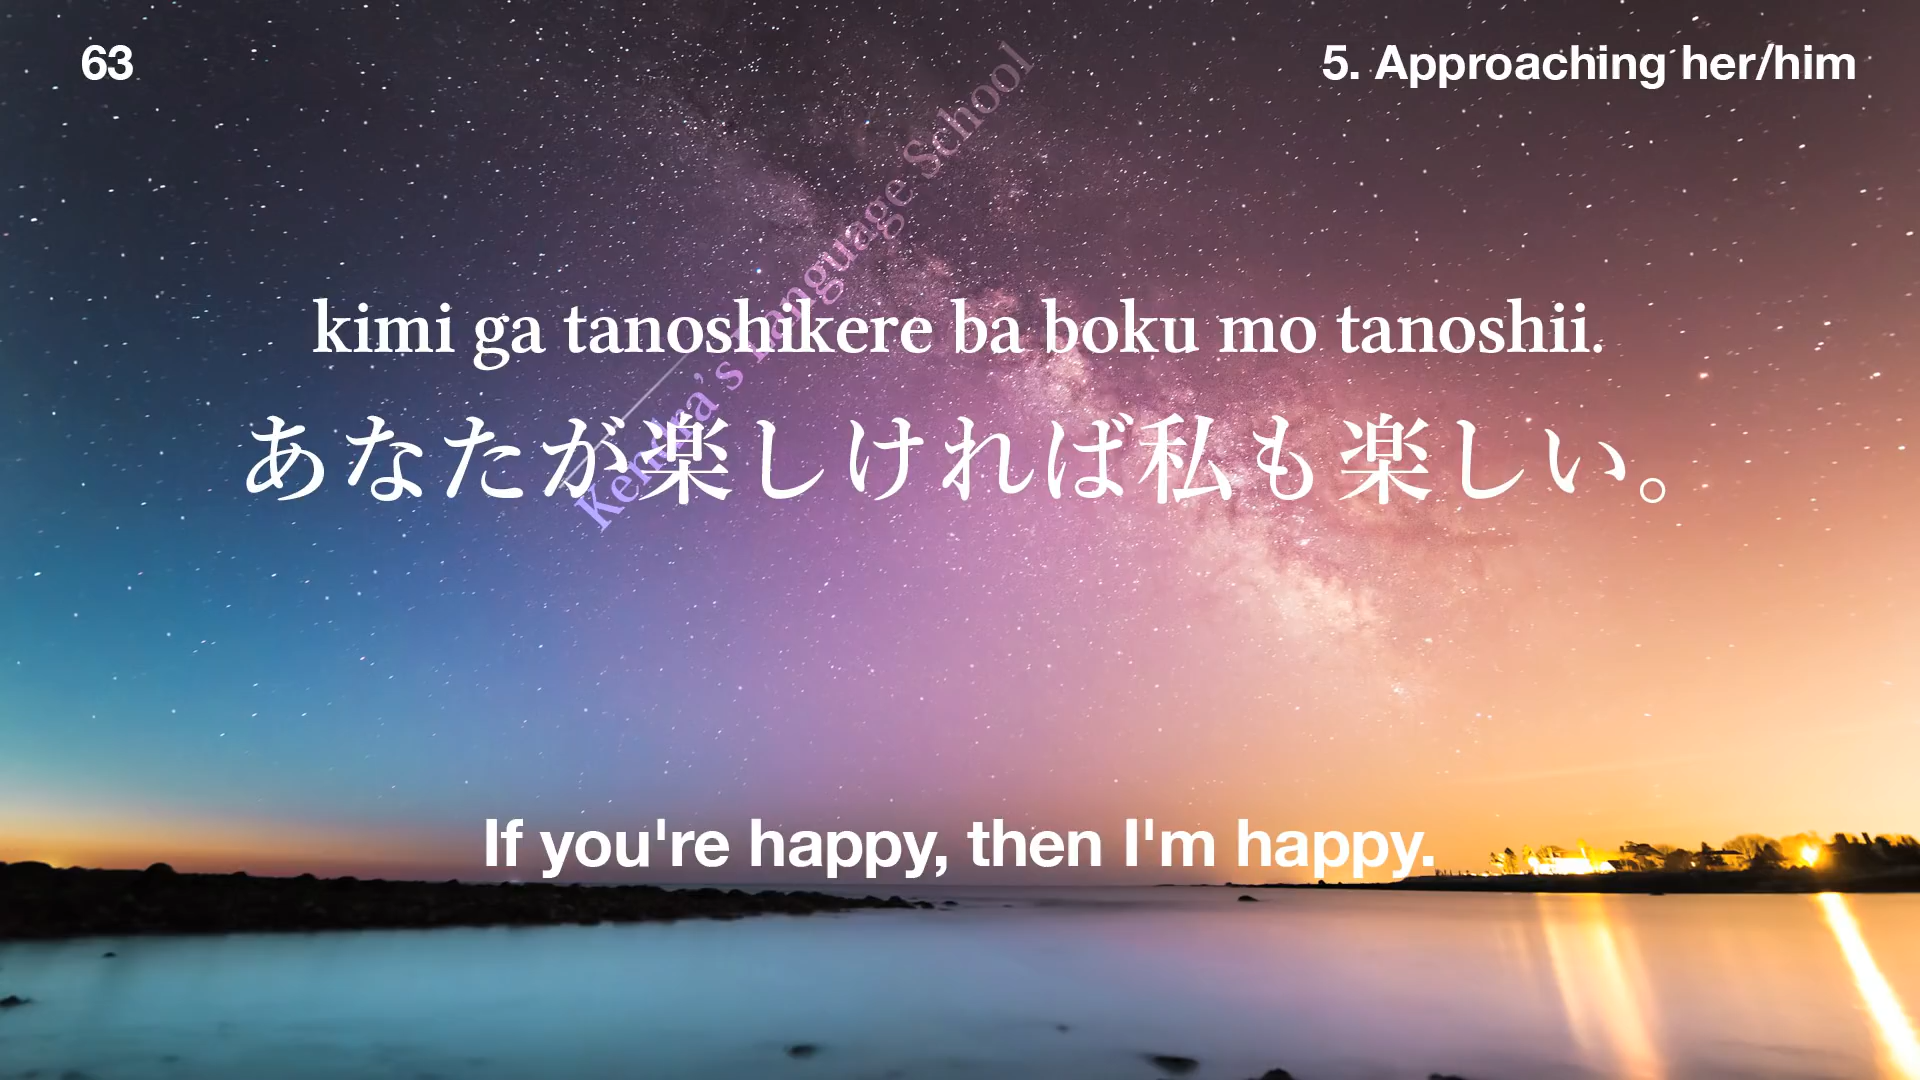 63
5. Approaching her/him
kimi ga tanoshikere ba boku mo tanoshii.
あなたが楽しければ私も楽しい。
Kendra's Language School
If you're happy, then I'm happy.